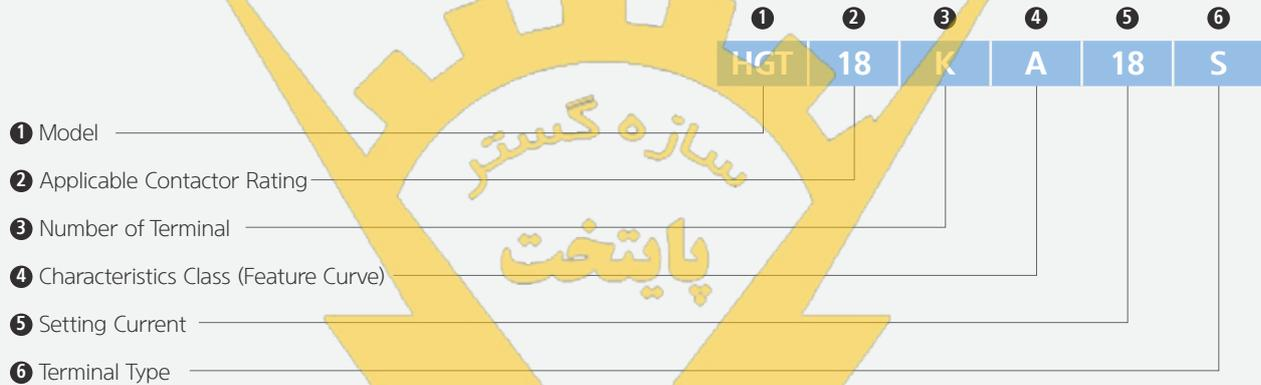 ❶ ❷ ❸ ❹ ❺ ❻
HGT 18 K A 18 S
❶ Model
❷ Applicable Contactor Rating
❸ Number of Terminal
❹ Characteristics Class (Feature Curve)
❺ Setting Current
❻ Terminal Type
سازه گستر
پایتخت